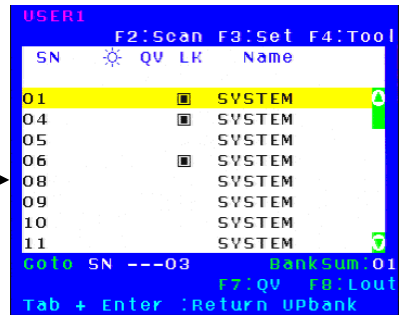 USER1
F2:Scan F3:Set F4:Tool
SN QV LK Name
01 SYSTEM
04 SYSTEM
05 SYSTEM
06 SYSTEM
08 SYSTEM
09 SYSTEM
10 SYSTEM
11 SYSTEM
Goto SN ---03 BankSum:01
F7:QV F8:Lout
Tab + Enter :Return UPbank